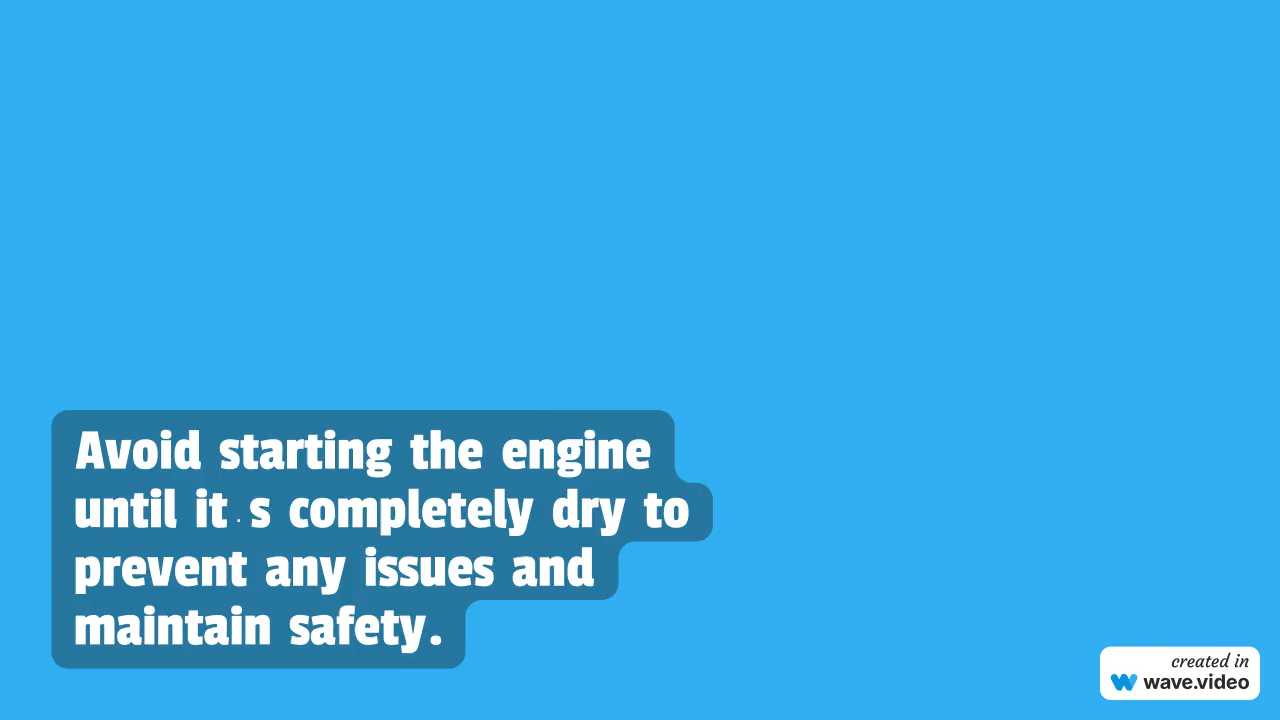 Avoid starting the engine
until it · s completely dry to
prevent any issues and
maintain safety.
created in
wave.video